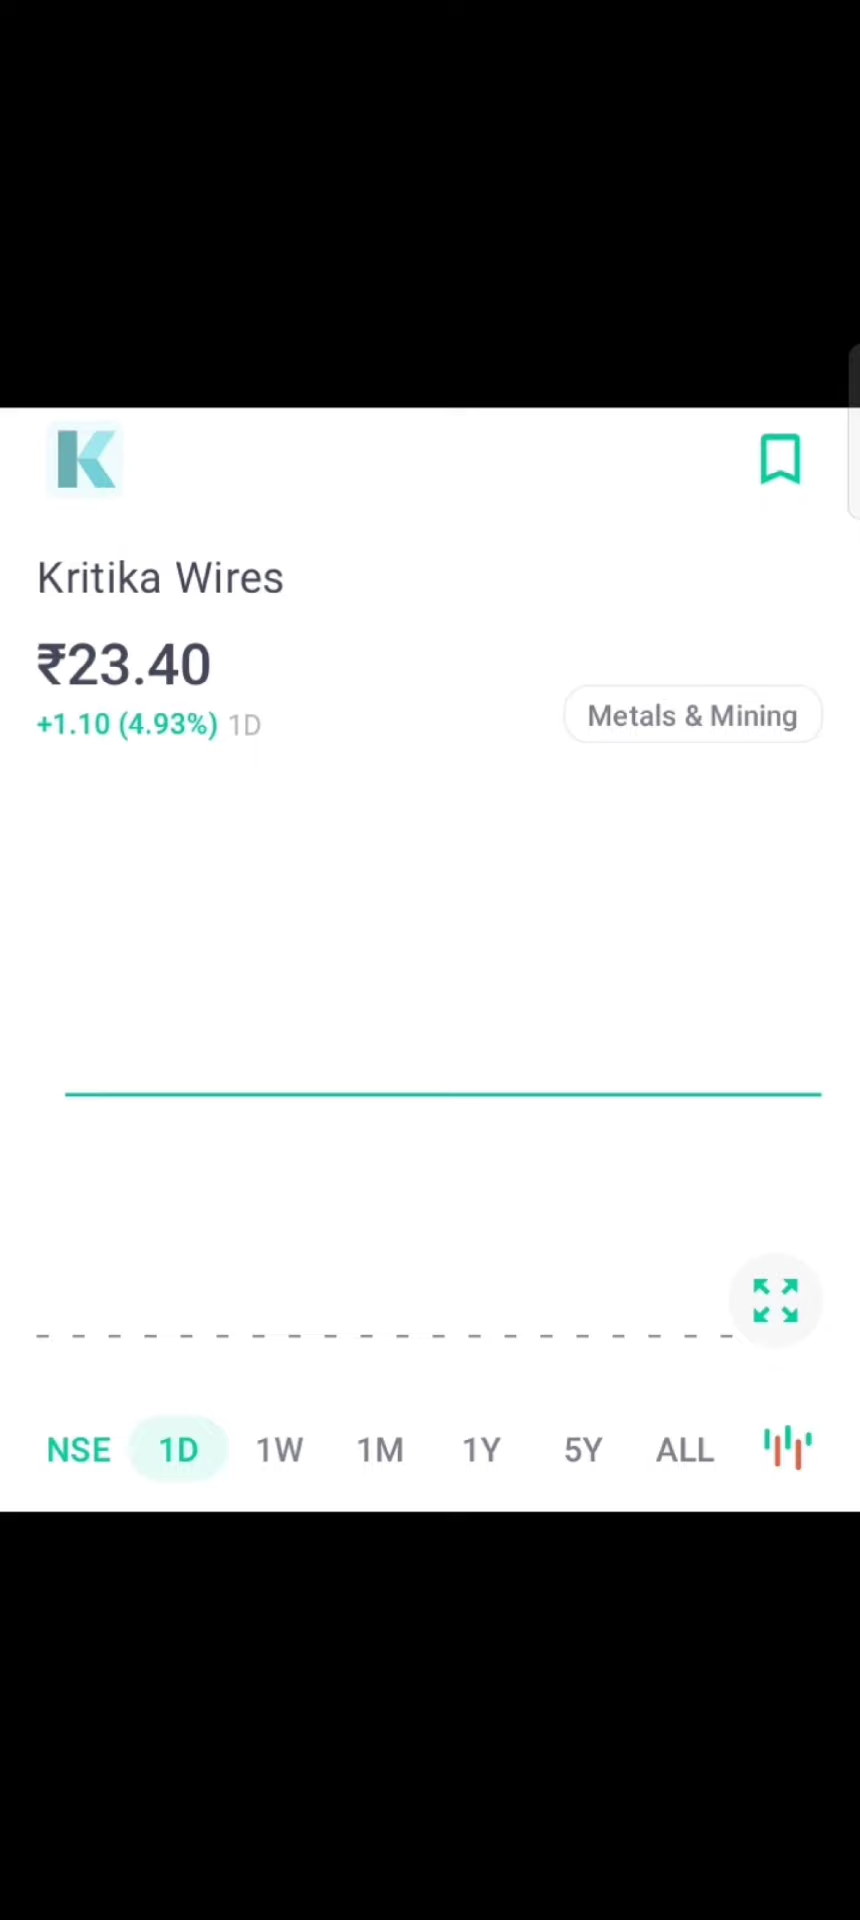 Kritika Wires
₹23.40
+1.10 (4.93%) 1D
Metals & Mining
NSE 1D 1W 1M 1Y 5Y ALL